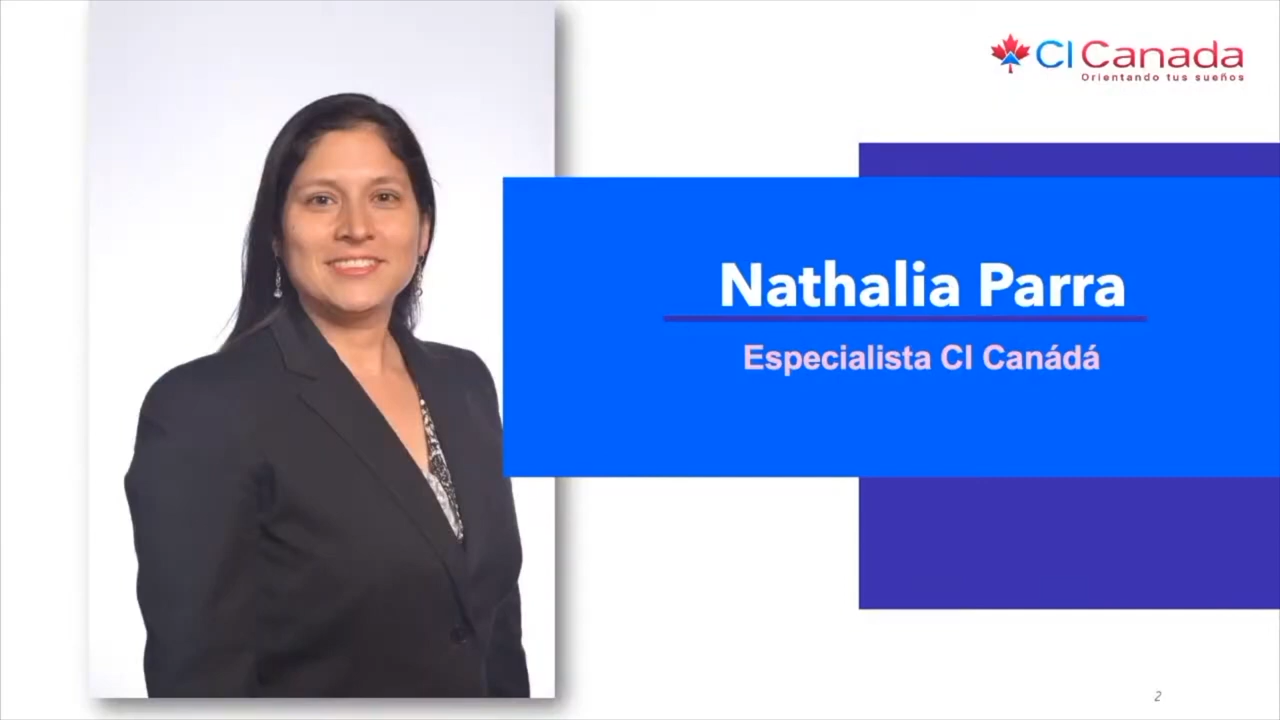 CI Canada
Orientando tus sueños
Nathalia Parra
Especialista CI Canádá
2